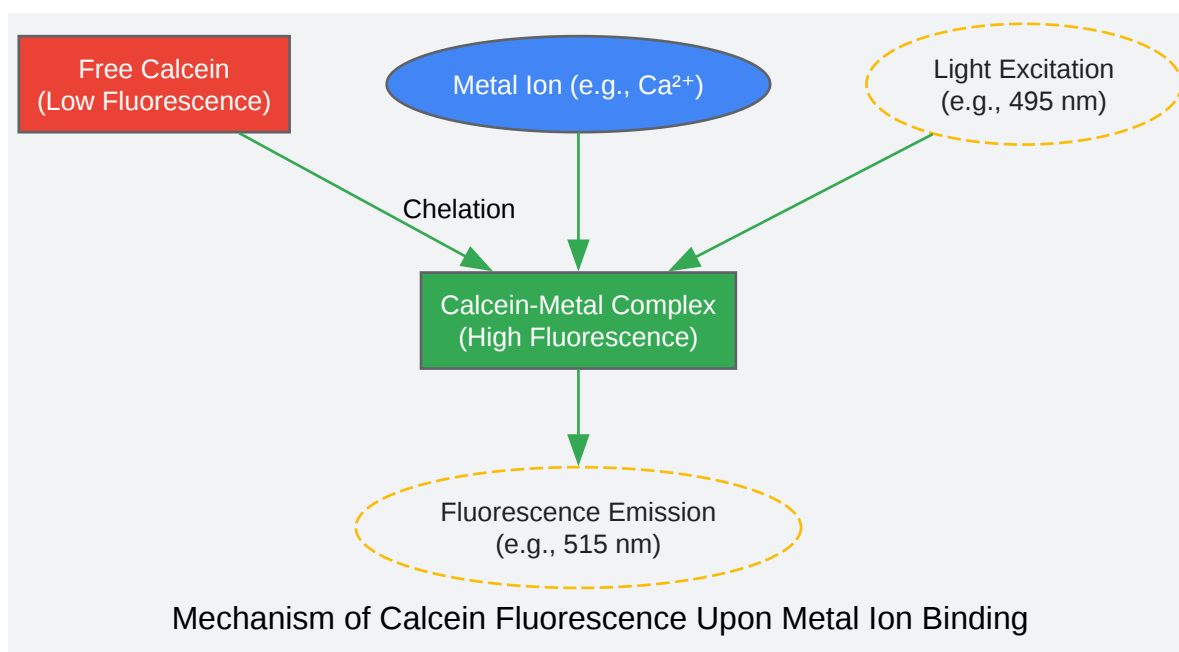 Free Calcein
(Low Fluorescence)
Metal Ion (e.g., Ca²⁺)
Light Excitation
(e.g., 495 nm)
Chelation
Calcein-Metal Complex
(High Fluorescence)
Fluorescence Emission
(e.g., 515 nm)
Mechanism of Calcein Fluorescence Upon Metal Ion Binding